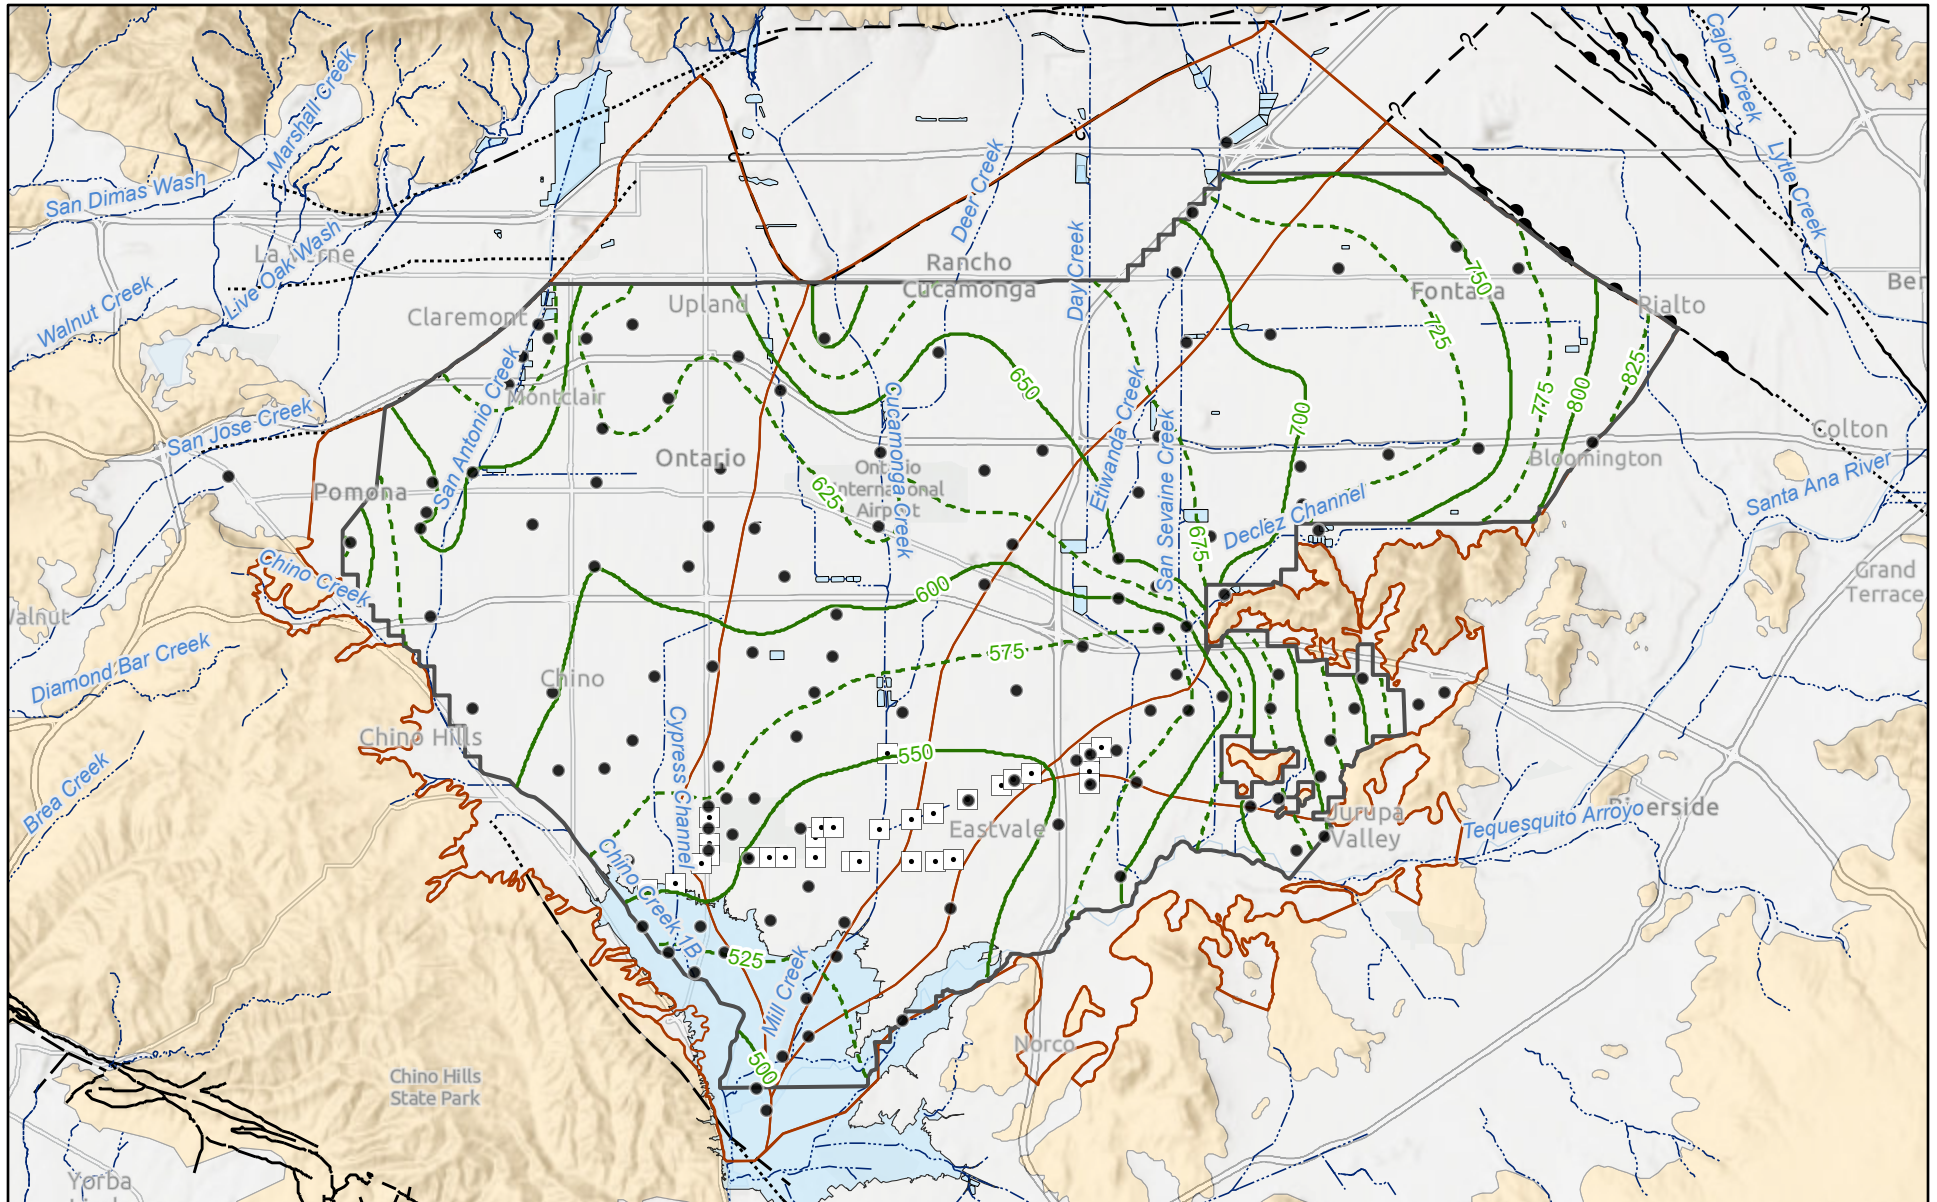 Cajon Creek
Marshall Creek
Lytle Creek
San Dimas Wash
Deer Creek
La Verne
Live Oak Wash
Day Creek
Rancho
Cucamonga
Walnut Creek
Claremont
Upland
Fontana
Rialto
750
725
825
800
775
650
700
San Antonio Creek
Montclair
Cucamonga Creek
Etiwanda Creek
San Sevaine Creek
San Jose Creek
Colton
Bloomington
Ontario
Ontario
International
Airport
Pomona
625
Santa Ana River
Declez Channel
675
Chino Creek
600
Grand
Terrace
575
Diamond Bar Creek
Chino
Cypress Channel
Chino Hills
550
Brea Creek
Eastvale
Jurupa
Valley
Tequesquito Arroyo
Chino Creek 1B
525
Mill Creek
500
Norco
Chino Hills
State Park
Yorba